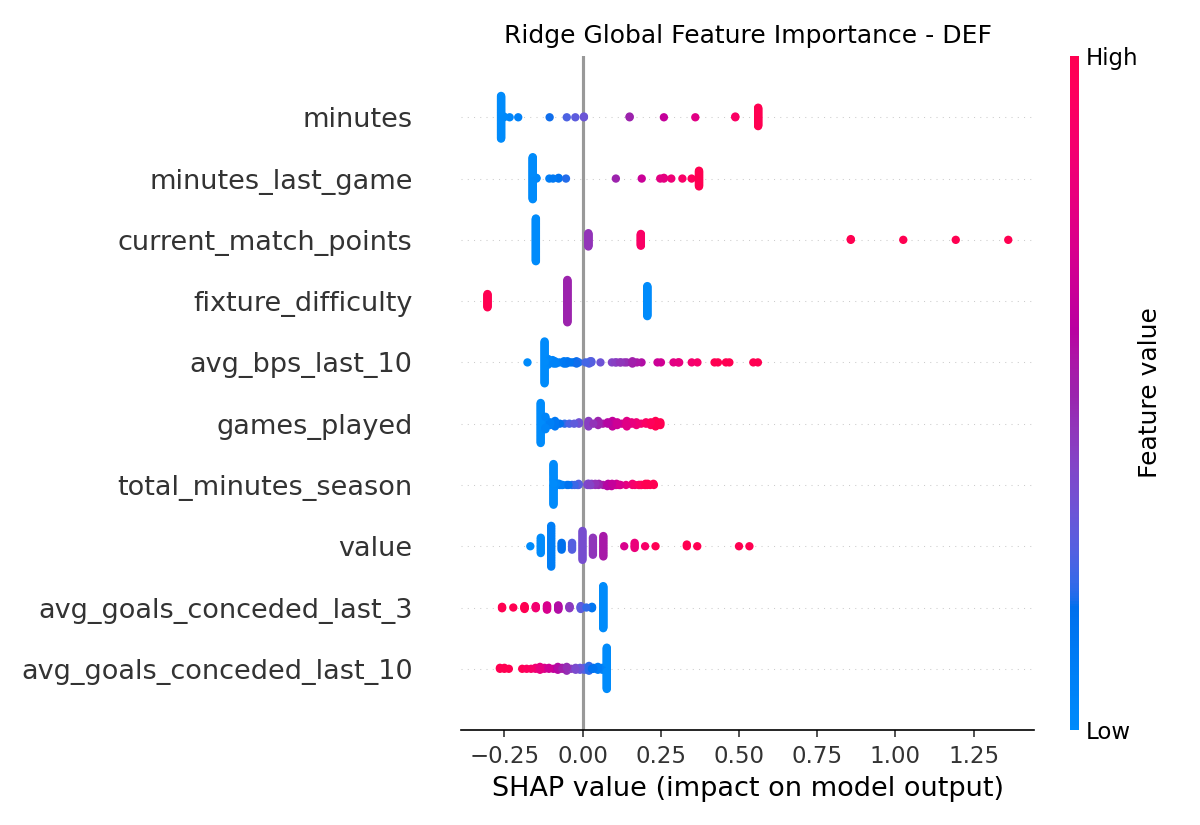 Ridge Global Feature Importance - DEF
High
minutes
minutes_last_game
current_match_points
fixture_difficulty
avg_bps_last_10
games_played
total_minutes_season
value
avg_goals_conceded_last_3
avg_goals_conceded_last_10
Feature value
Low
−0.25 0.00 0.25 0.50 0.75 1.00 1.25
SHAP value (impact on model output)